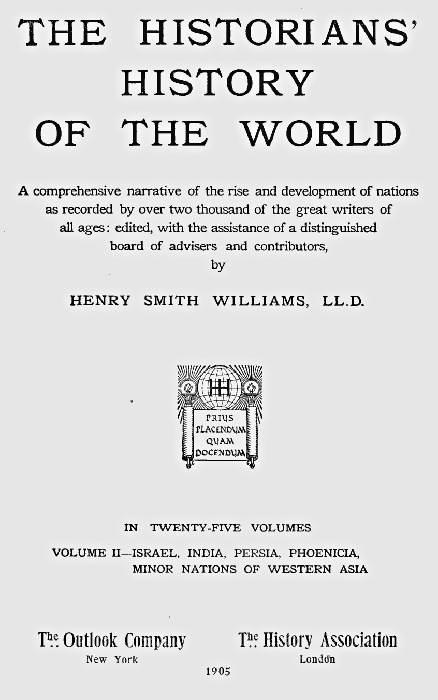 THE HISTORIANS'
HISTORY
OF THE WORLD
A comprehensive narrative of the rise and development of nations
as recorded by over two thousand of the great writers of
all ages: edited, with the assistance of a distinguished
board of advisers and contributors,
by
HENRY SMITH WILLIAMS, LL.D.
HH
PRIUS
PLACENDUM
QUAM
DOCENDUM
IN TWENTY-FIVE VOLUMES
VOLUME II—ISRAEL, INDIA, PERSIA, PHOENICIA,
MINOR NATIONS OF WESTERN ASIA
The Outlook Company The History Association
New York London
1905